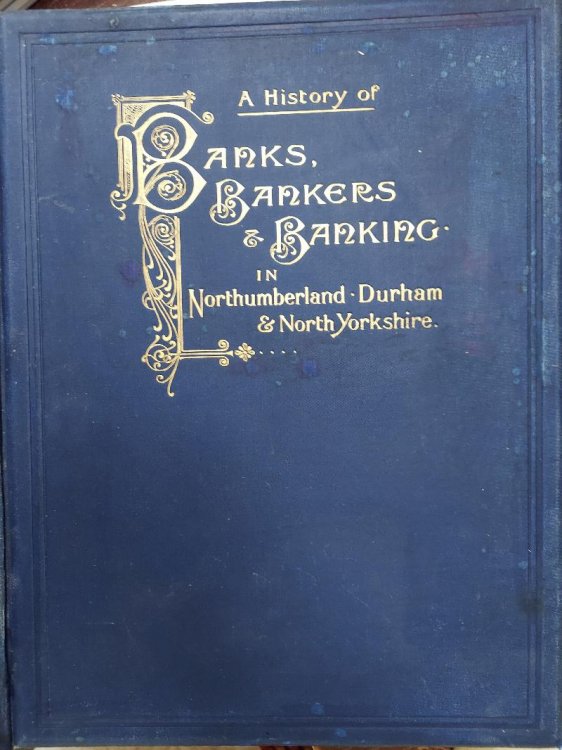 A History of
BANKS,
BANKERS
& BANKING·
IN
Northumberland·Durham
& North Yorkshire.